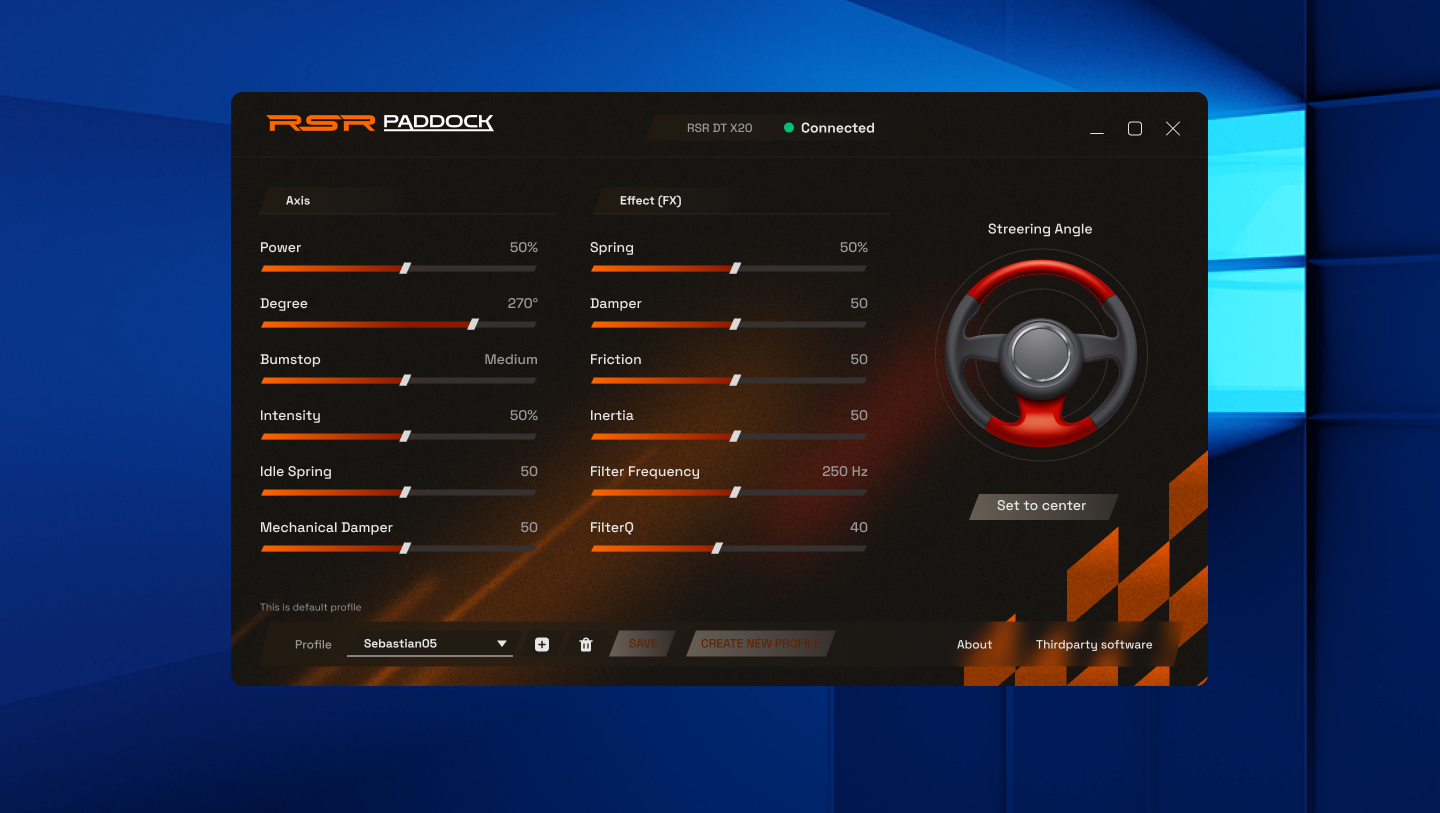 RSR PADDOCK
RSR DT X20 Connected
Axis
Power 50%
Degree 270°
Bumstop Medium
Intensity 50%
Idle Spring 50
Mechanical Damper 50
Effect (FX)
Spring 50%
Damper 50
Friction 50
Inertia 50
Filter Frequency 250 Hz
FilterQ 40
Streering Angle
Set to center
This is default profile
Profile Sebastian05 SAVE CREATE NEW PROFILE About Thirdparty software